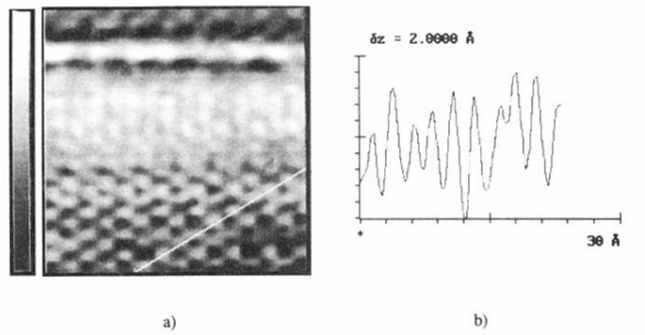 δz = 2.0000 Å
30 Å
a)
b)